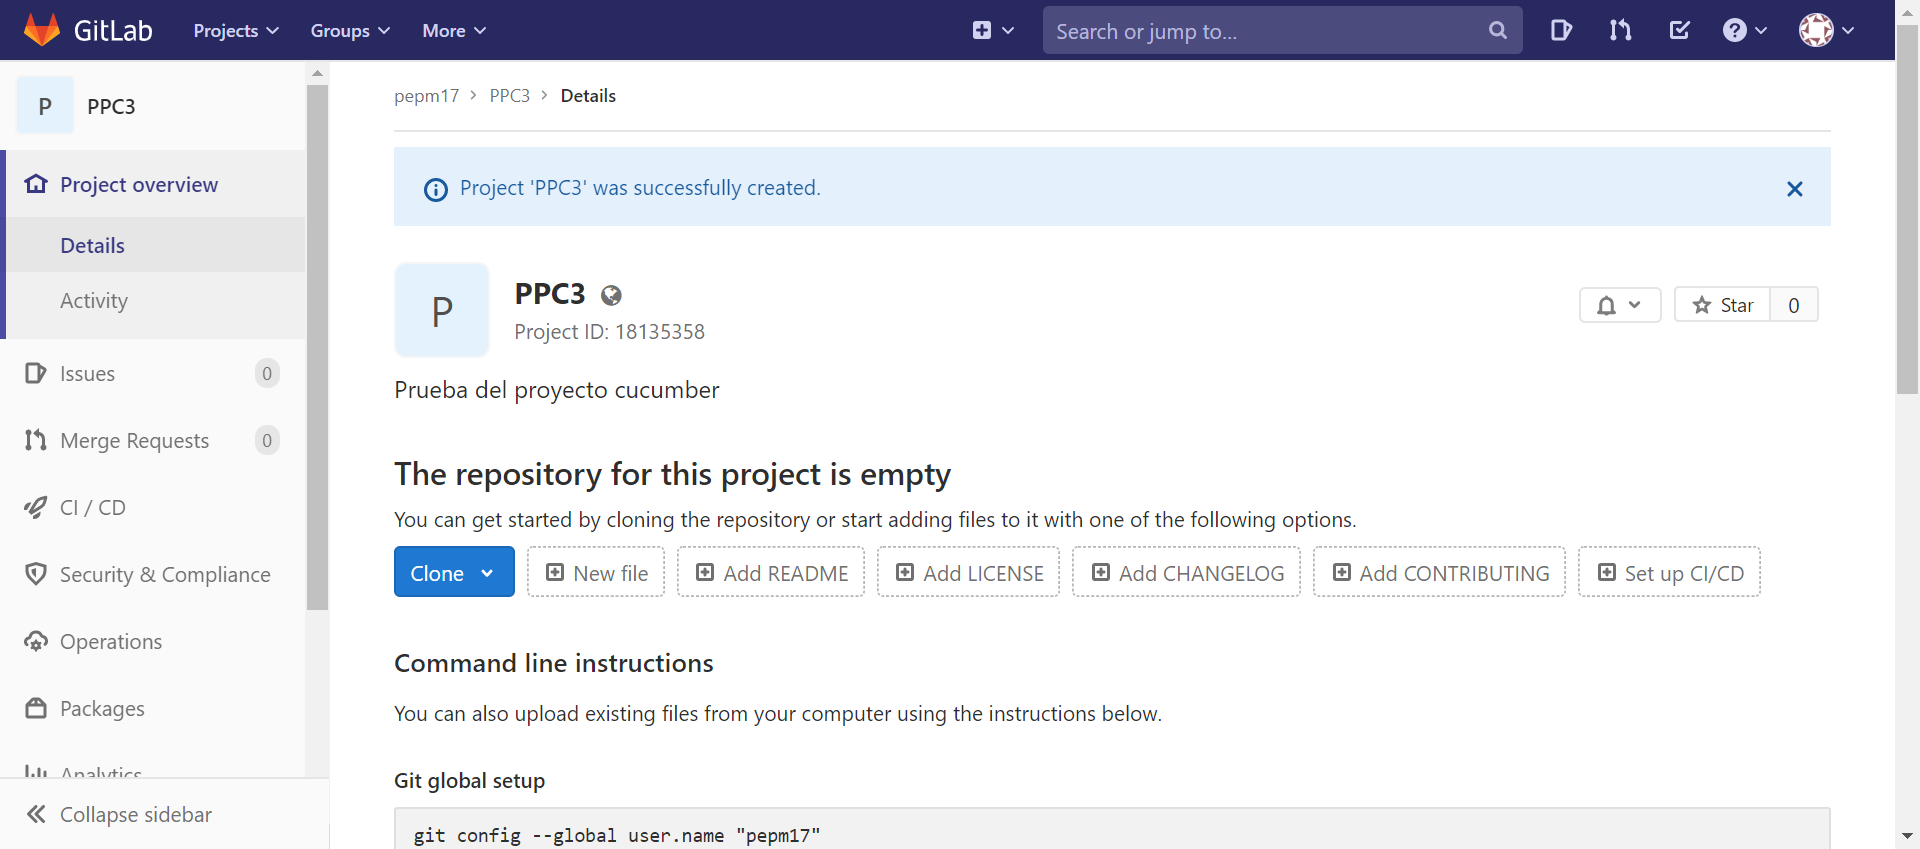 GitLab
Projects
Groups
More
Search or jump to...
P
PPC3
Project overview
Details
Activity
Issues 0
Merge Requests 0
CI / CD
Security & Compliance
Operations
Packages
Analytics
Collapse sidebar
pepm17 > PPC3 > Details
Project 'PPC3' was successfully created.
P
PPC3
Project ID: 18135358
Star 0
Prueba del proyecto cucumber
The repository for this project is empty
You can get started by cloning the repository or start adding files to it with one of the following options.
Clone
New file
Add README
Add LICENSE
Add CHANGELOG
Add CONTRIBUTING
Set up CI/CD
Command line instructions
You can also upload existing files from your computer using the instructions below.
Git global setup
git config --global user.name "pepm17"